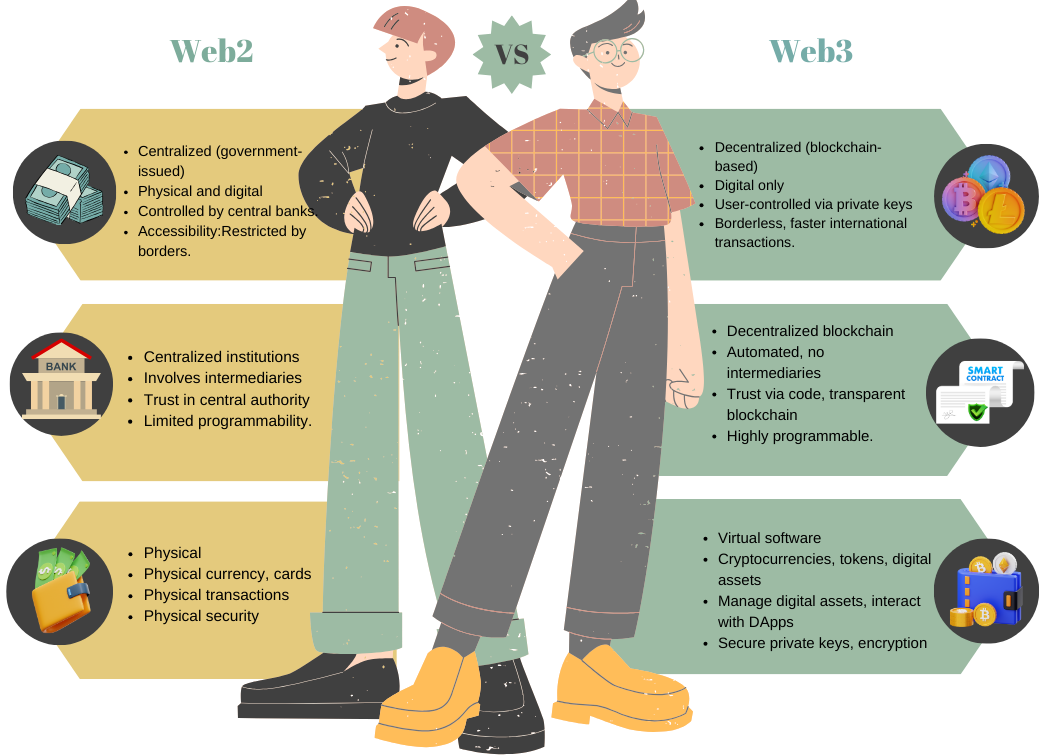 Web2
VS
Web3
• Centralized (government-
issued)
• Physical and digital
• Controlled by central banks.
• Accessibility:Restricted by
borders.
• Decentralized (blockchain-
based)
• Digital only
• User-controlled via private keys
• Borderless, faster international
transactions.
BANK
• Centralized institutions
• Involves intermediaries
• Trust in central authority
• Limited programmability.
• Decentralized blockchain
• Automated, no
intermediaries
• Trust via code, transparent
blockchain
• Highly programmable.
SMART
CONTRACT
• Physical
• Physical currency, cards
• Physical transactions
• Physical security
• Virtual software
• Cryptocurrencies, tokens, digital
assets
• Manage digital assets, interact
with DApps
• Secure private keys, encryption